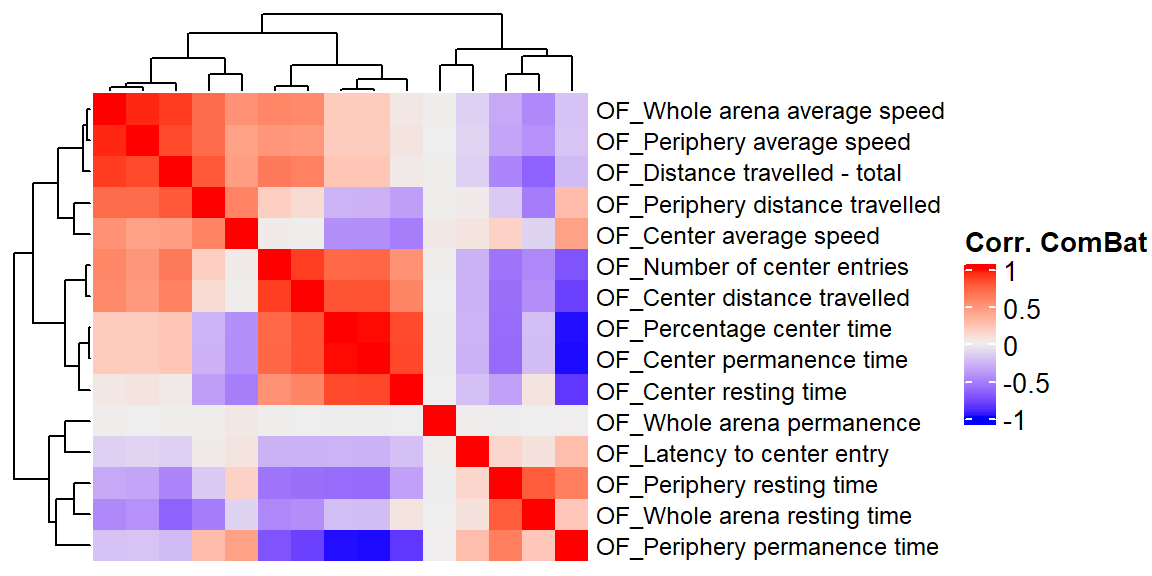 OF_Whole arena average speed
OF_Periphery average speed
OF_Distance travelled - total
OF_Periphery distance travelled
OF_Center average speed
OF_Number of center entries
OF_Center distance travelled
OF_Percentage center time
OF_Center permanence time
OF_Center resting time
OF_Whole arena permanence
OF_Latency to center entry
OF_Periphery resting time
OF_Whole arena resting time
OF_Periphery permanence time
Corr. ComBat
1
0.5
0
-0.5
-1